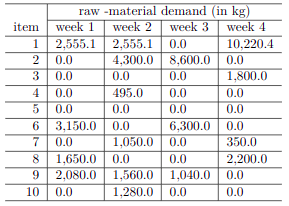 raw -material demand (in kg)
item week 1 week 2 week 3 week 4
1 2,555.1 2,555.1 0.0 10,220.4
2 0.0 4,300.0 8,600.0 0.0
3 0.0 0.0 0.0 1,800.0
4 0.0 495.0 0.0 0.0
5 0.0 0.0 0.0 0.0
6 3,150.0 0.0 6,300.0 0.0
7 0.0 1,050.0 0.0 350.0
8 1,650.0 0.0 0.0 2,200.0
9 2,080.0 1,560.0 1,040.0 0.0
10 0.0 1,280.0 0.0 0.0